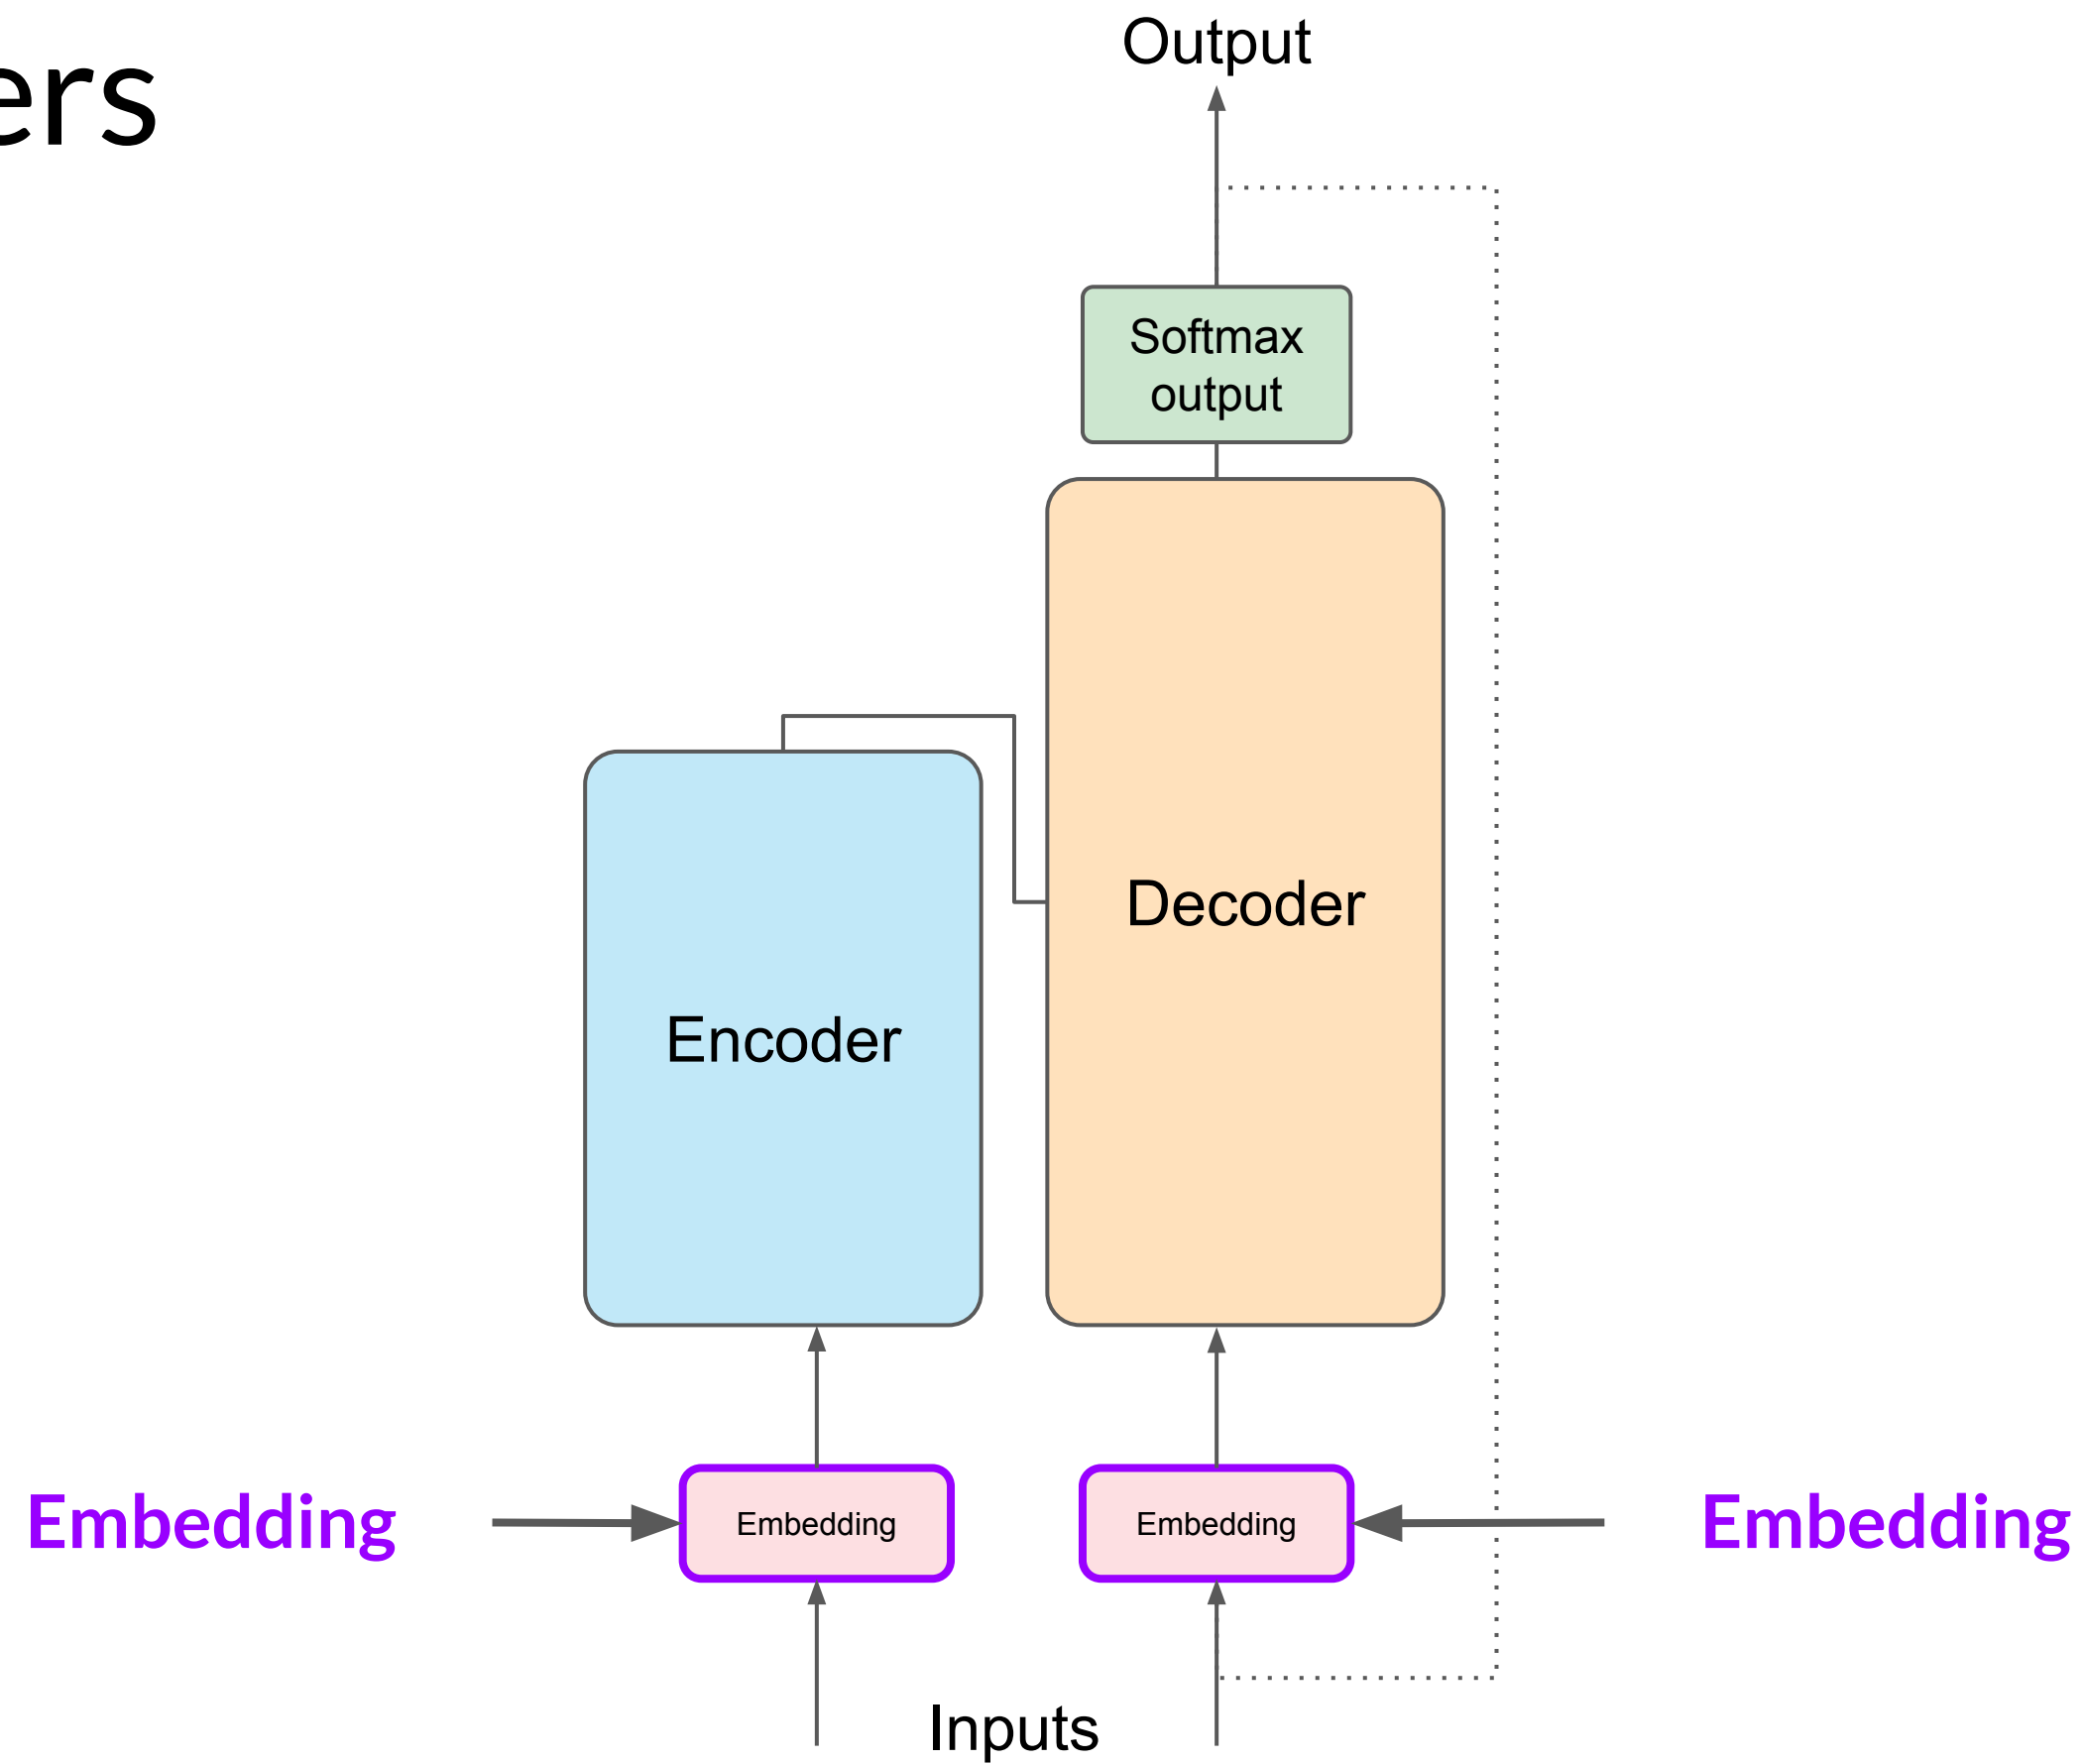 ers
Output
Softmax
output
Decoder
Encoder
Embedding
Embedding
Embedding
Embedding
Inputs